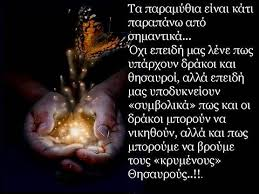 Τα παραμύθια είναι κάτι
παραπάνω από
σημαντικά...
Όχι επειδή μας λένε πως
υπάρχουν δράκοι και
θησαυροί, αλλά επειδή
μας υποδυκνείουν
«συμβολικά» πως και οι
δράκοι μπορούν να
νικηθούν, αλλά και πως
μπορούμε να βρούμε
τους «κρυμένους»
Θησαυρούς..!!.